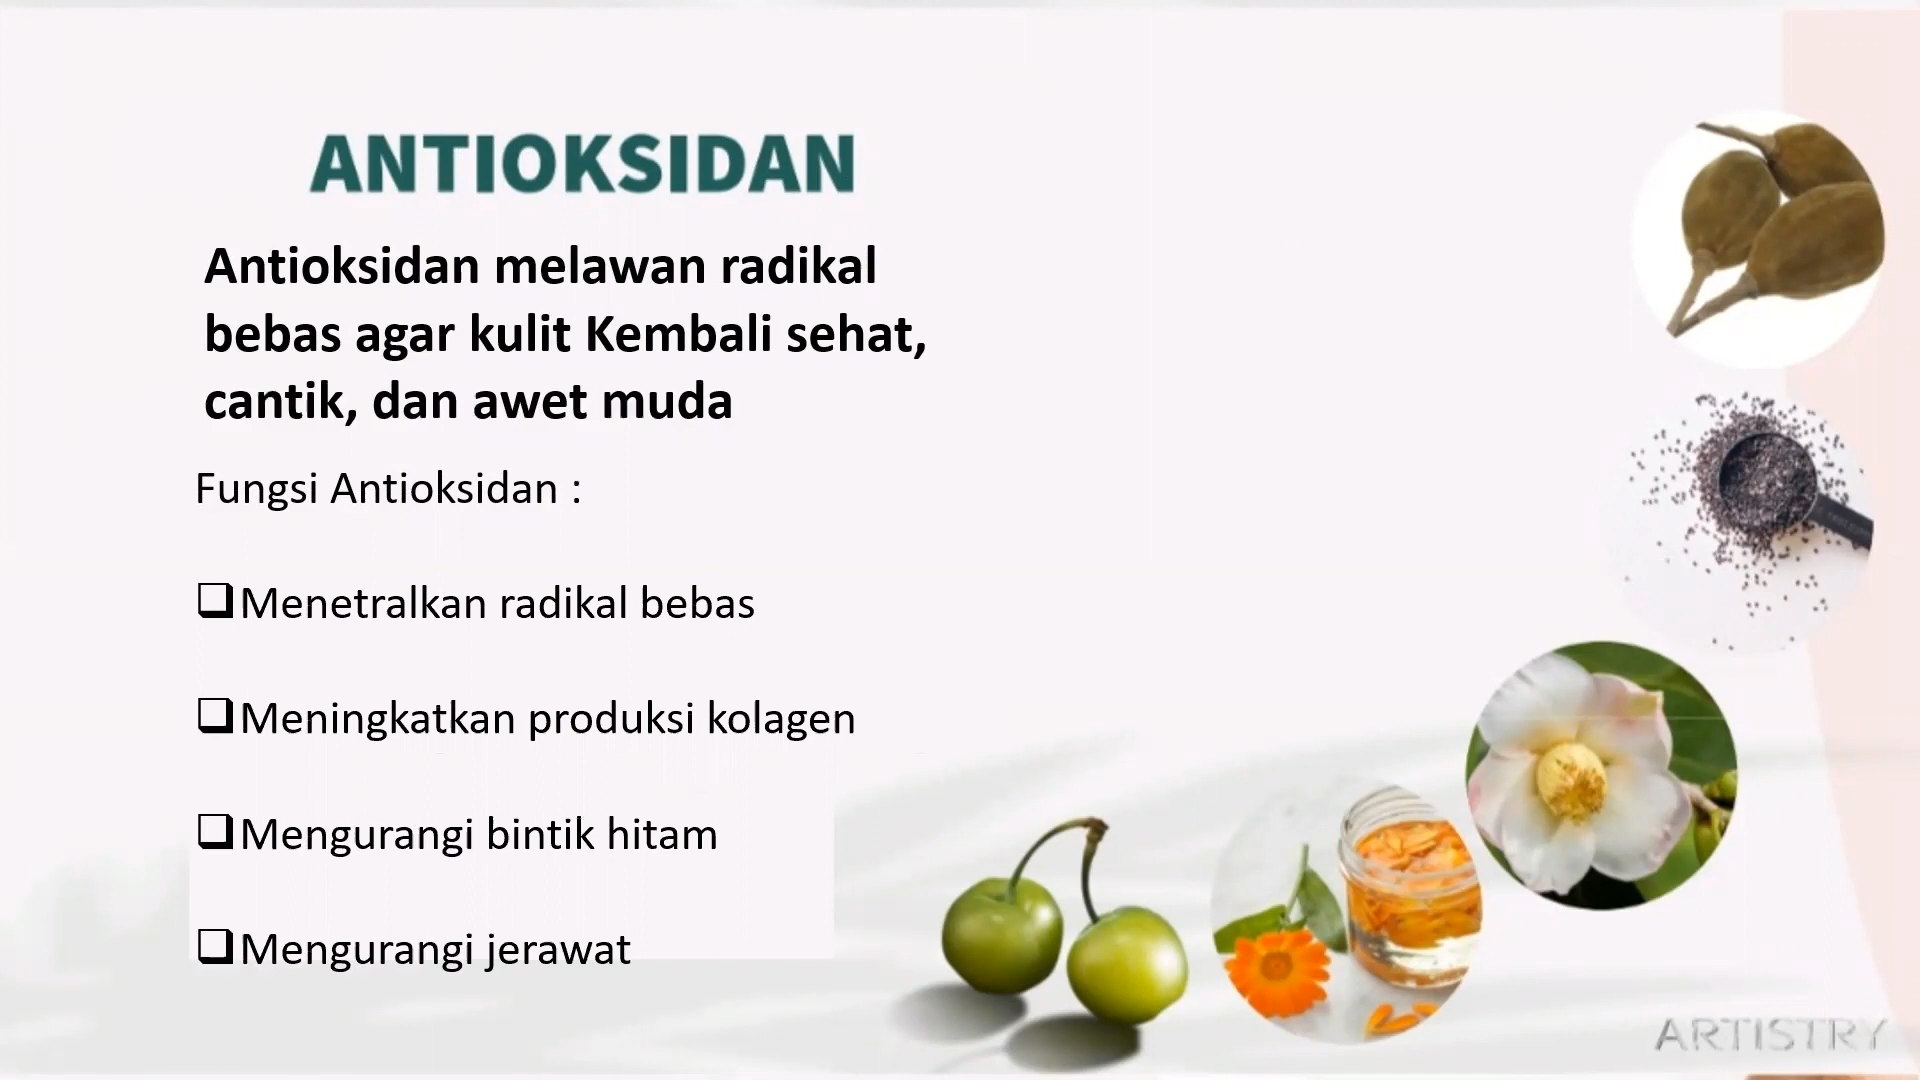 ANTIOKSIDAN
Antioksidan melawan radikal
bebas agar kulit Kembali sehat,
cantik, dan awet muda
Fungsi Antioksidan :
❑Menetralkan radikal bebas
❑Meningkatkan produksi kolagen
❑Mengurangi bintik hitam
❑Mengurangi jerawat
ARTISTRY